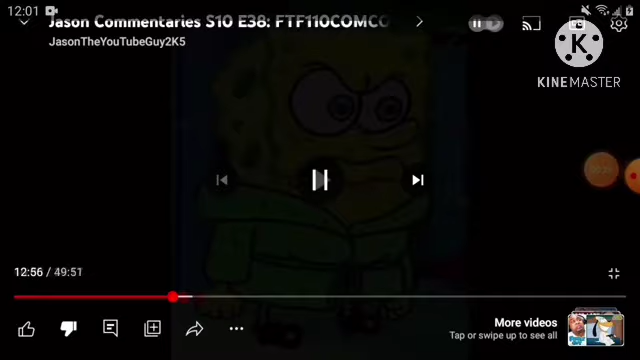 12:01
Jason Commentaries S10 E38: FTF110COMCO
JasonTheYouTubeGuy2K5
K
KINEMASTER
12:56 / 49:51
More videos
Tap or swipe up to see all